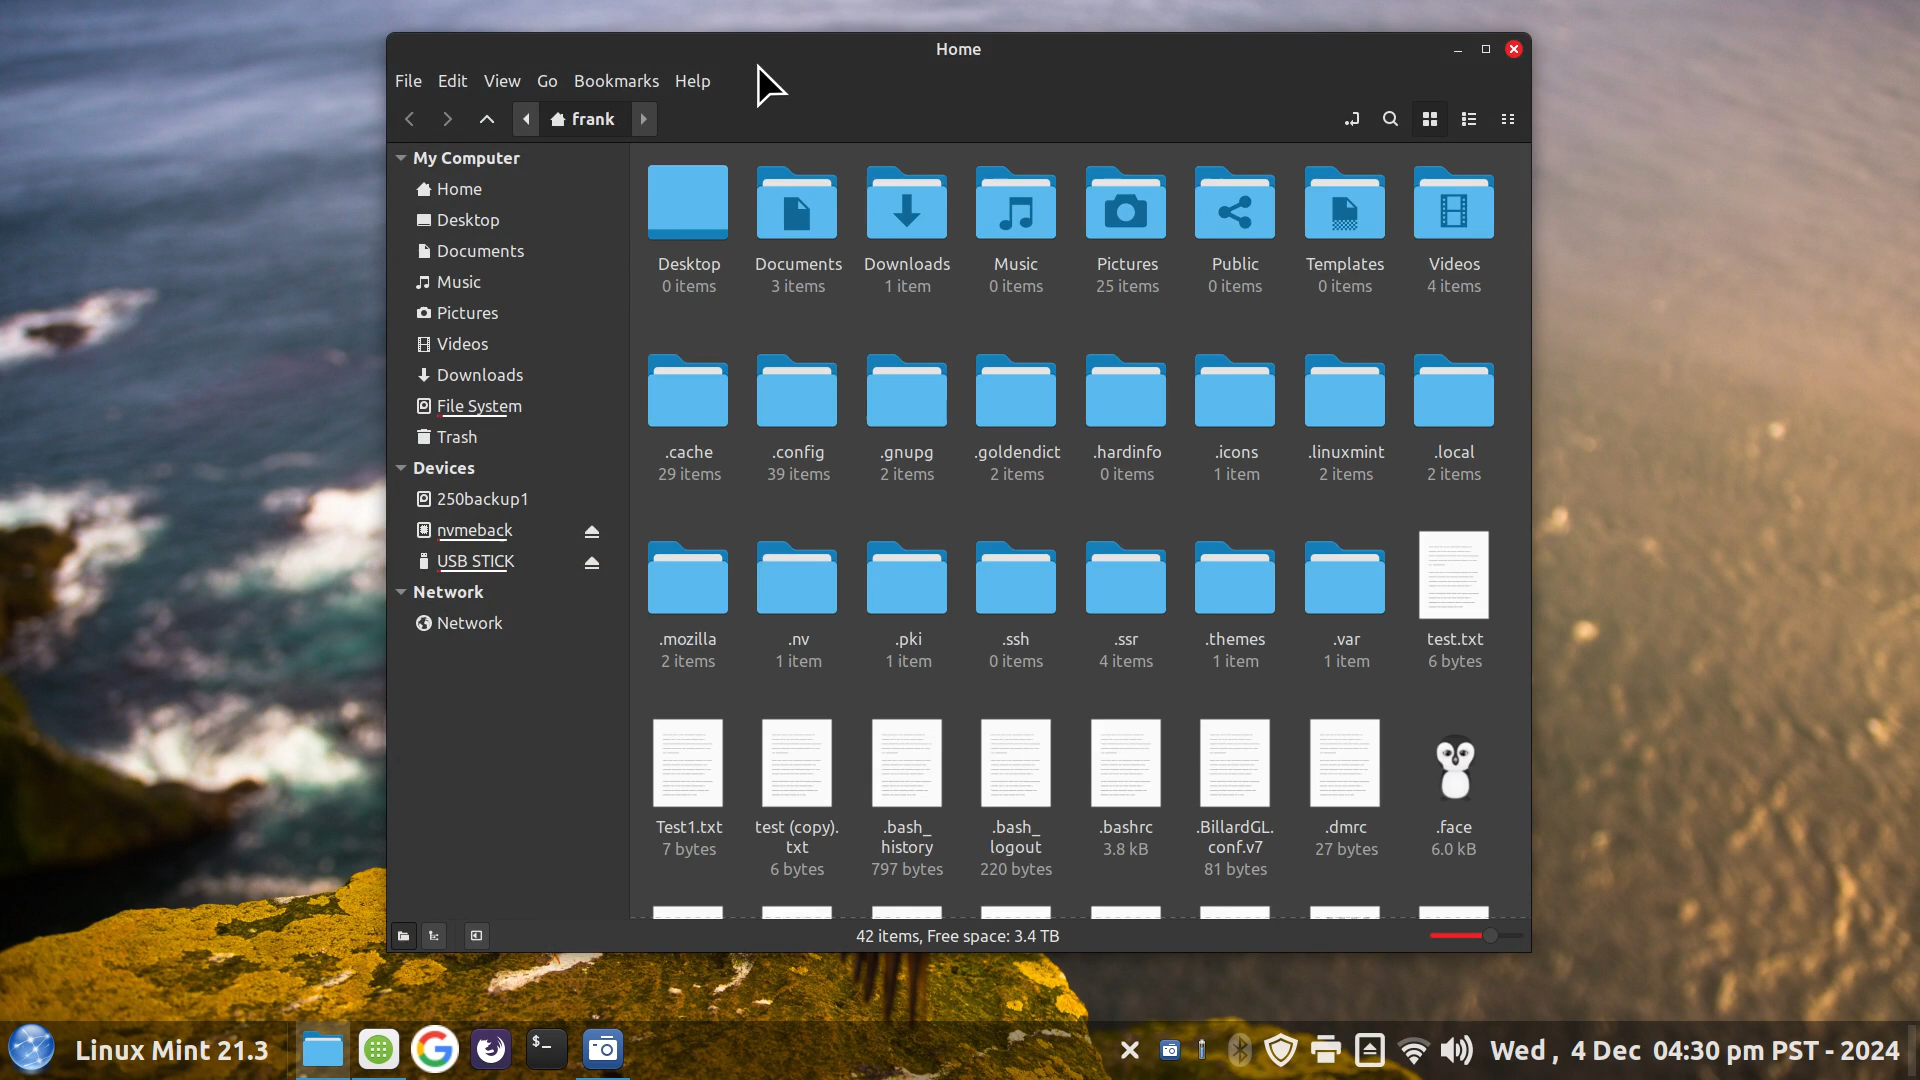 Home
File Edit View Go Bookmarks Help
frank
My Computer
Home
Desktop
Documents
Music
Pictures
Videos
Downloads
File System
Trash
Devices
250backup1
nvmeback
USB STICK
Network
Network
Desktop Documents Downloads Music Pictures Public Templates Videos
0 items 3 items 1 item 0 items 25 items 0 items 0 items 4 items
.cache .config .gnupg .goldendict .hardinfo .icons .linuxmint .local
29 items 39 items 2 items 2 items 0 items 1 item 2 items 2 items
.mozilla .nv .pki .ssh .ssr .themes .var test.txt
2 items 1 item 1 item 0 items 4 items 1 item 1 item 6 bytes
Test1.txt test (copy). .bash_ .bash_ .bashrc .BillardGL. .dmrc .face
7 bytes txt history logout 3.8 kB conf.v7 27 bytes 6.0 kB
6 bytes 797 bytes 220 bytes 81 bytes
42 items, Free space: 3.4 TB
Linux Mint 21.3 $_ Wed , 4 Dec 04:30 pm PST - 2024